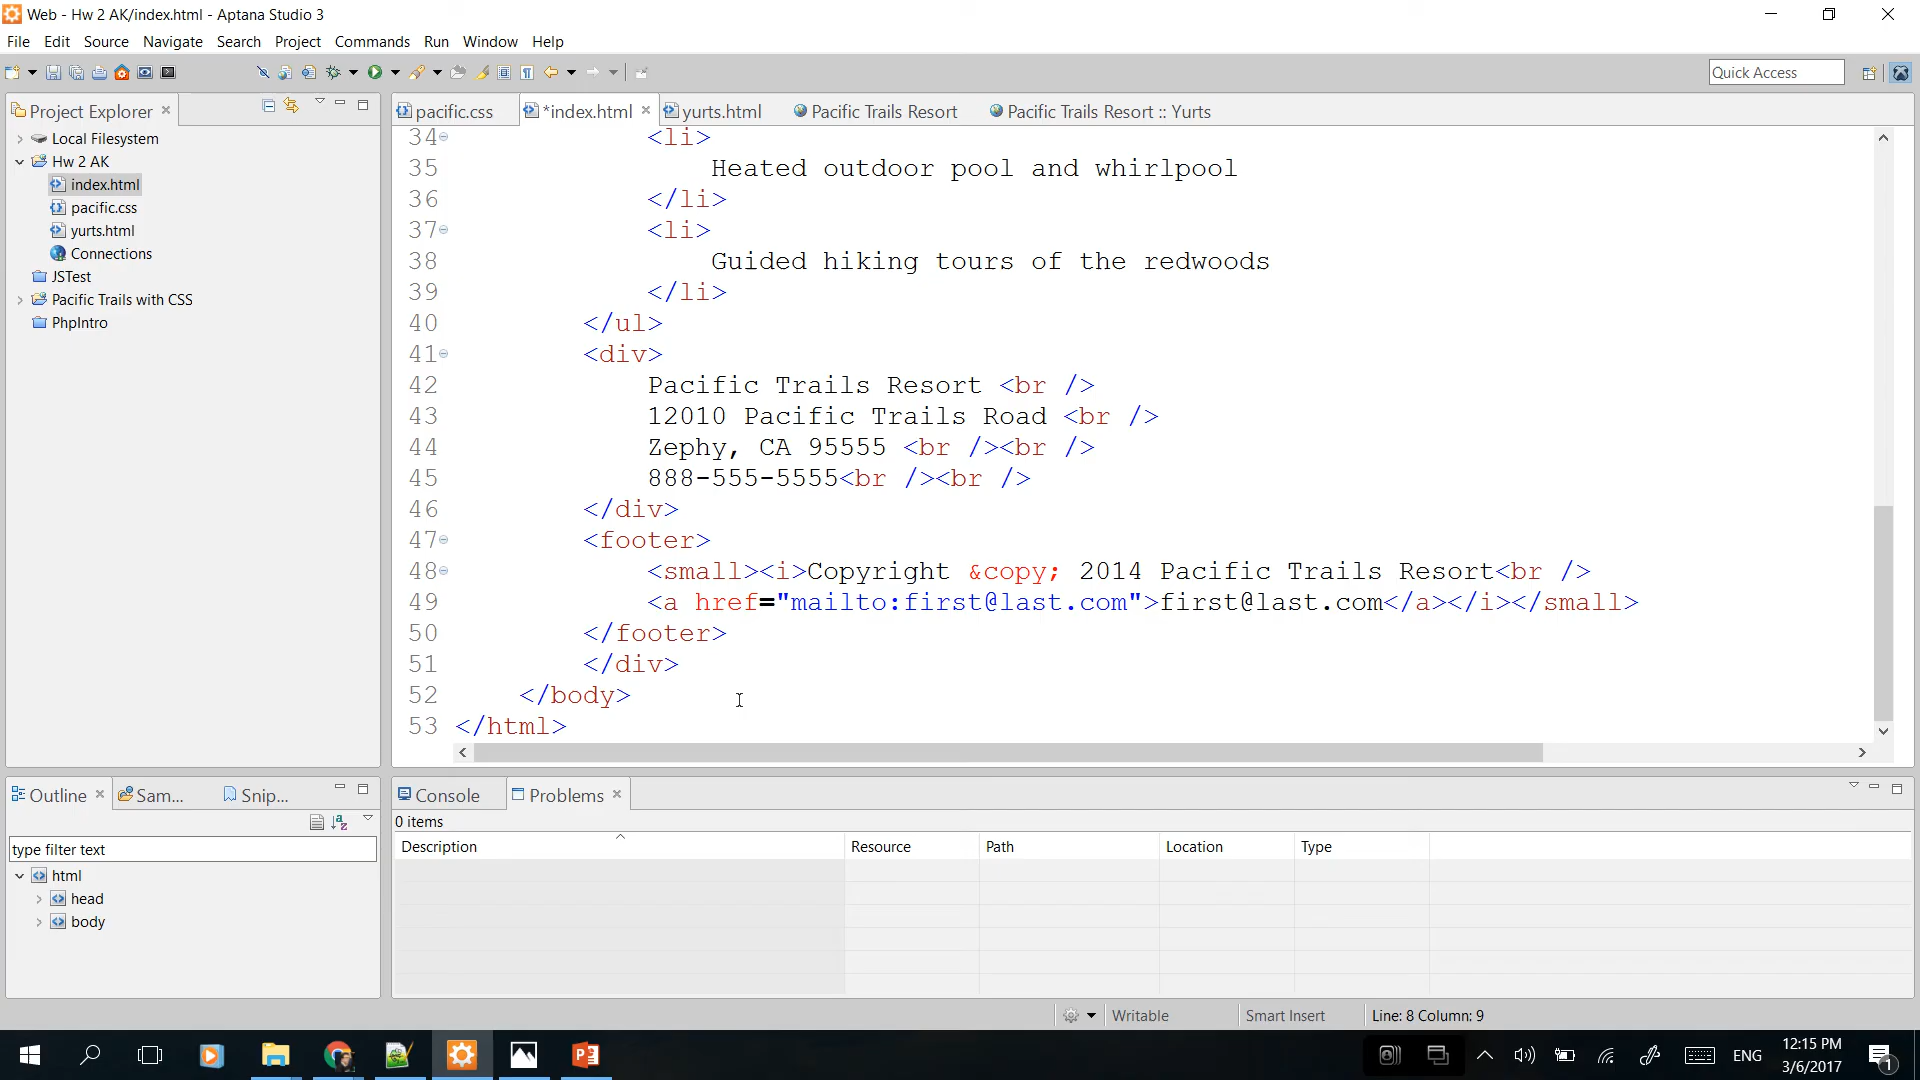 Web - Hw 2 AK/index.html - Aptana Studio 3
File Edit Source Navigate Search Project Commands Run Window Help
Quick Access
Project Explorer
Local Filesystem
Hw 2 AK
index.html
pacific.css
yurts.html
Connections
JSTest
Pacific Trails with CSS
PhpIntro
pacific.css *index.html yurts.html Pacific Trails Resort Pacific Trails Resort :: Yurts
34 <li>
35 Heated outdoor pool and whirlpool
36 </li>
37 <li>
38 Guided hiking tours of the redwoods
39 </li>
40 </ul>
41 <div>
42 Pacific Trails Resort <br />
43 12010 Pacific Trails Road <br />
44 Zephy, CA 95555 <br /><br />
45 888-555-5555<br /><br />
46 </div>
47 <footer>
48 <small><i>Copyright &copy; 2014 Pacific Trails Resort<br />
49 <a href="mailto:first@last.com">first@last.com</a></i></small>
50 </footer>
51 </div>
52 </body>
53 </html>
Outline Sam... Snip...
type filter text
html
head
body
Console Problems
0 items
Description Resource Path Location Type
Writable Smart Insert Line: 8 Column: 9
ENG
12:15 PM
3/6/2017
1